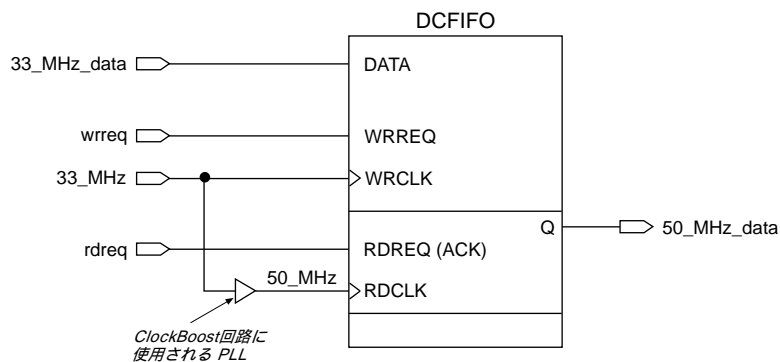 DCFIFO
33_MHz_data
DATA
wrreq
WRREQ
33_MHz
WRCLK
Q
50_MHz_data
rdreq
RDREQ (ACK)
50_MHz
RDCLK
ClockBoost回路に
使用される PLL